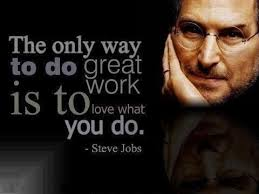 The only way
to do great
work
is to love what
you do.
- Steve Jobs